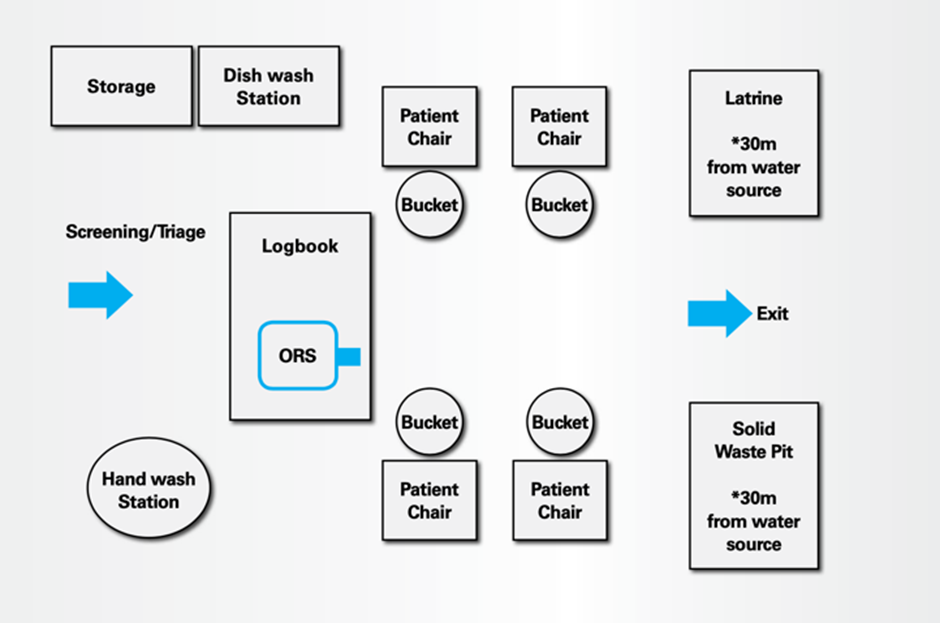 Storage
Dish wash
Station
Patient
Chair
Patient
Chair
Latrine
*30m
from water
source
Bucket
Bucket
Screening/Triage
Logbook
ORS
Exit
Hand wash
Station
Bucket
Bucket
Patient
Chair
Patient
Chair
Solid
Waste Pit
*30m
from water
source